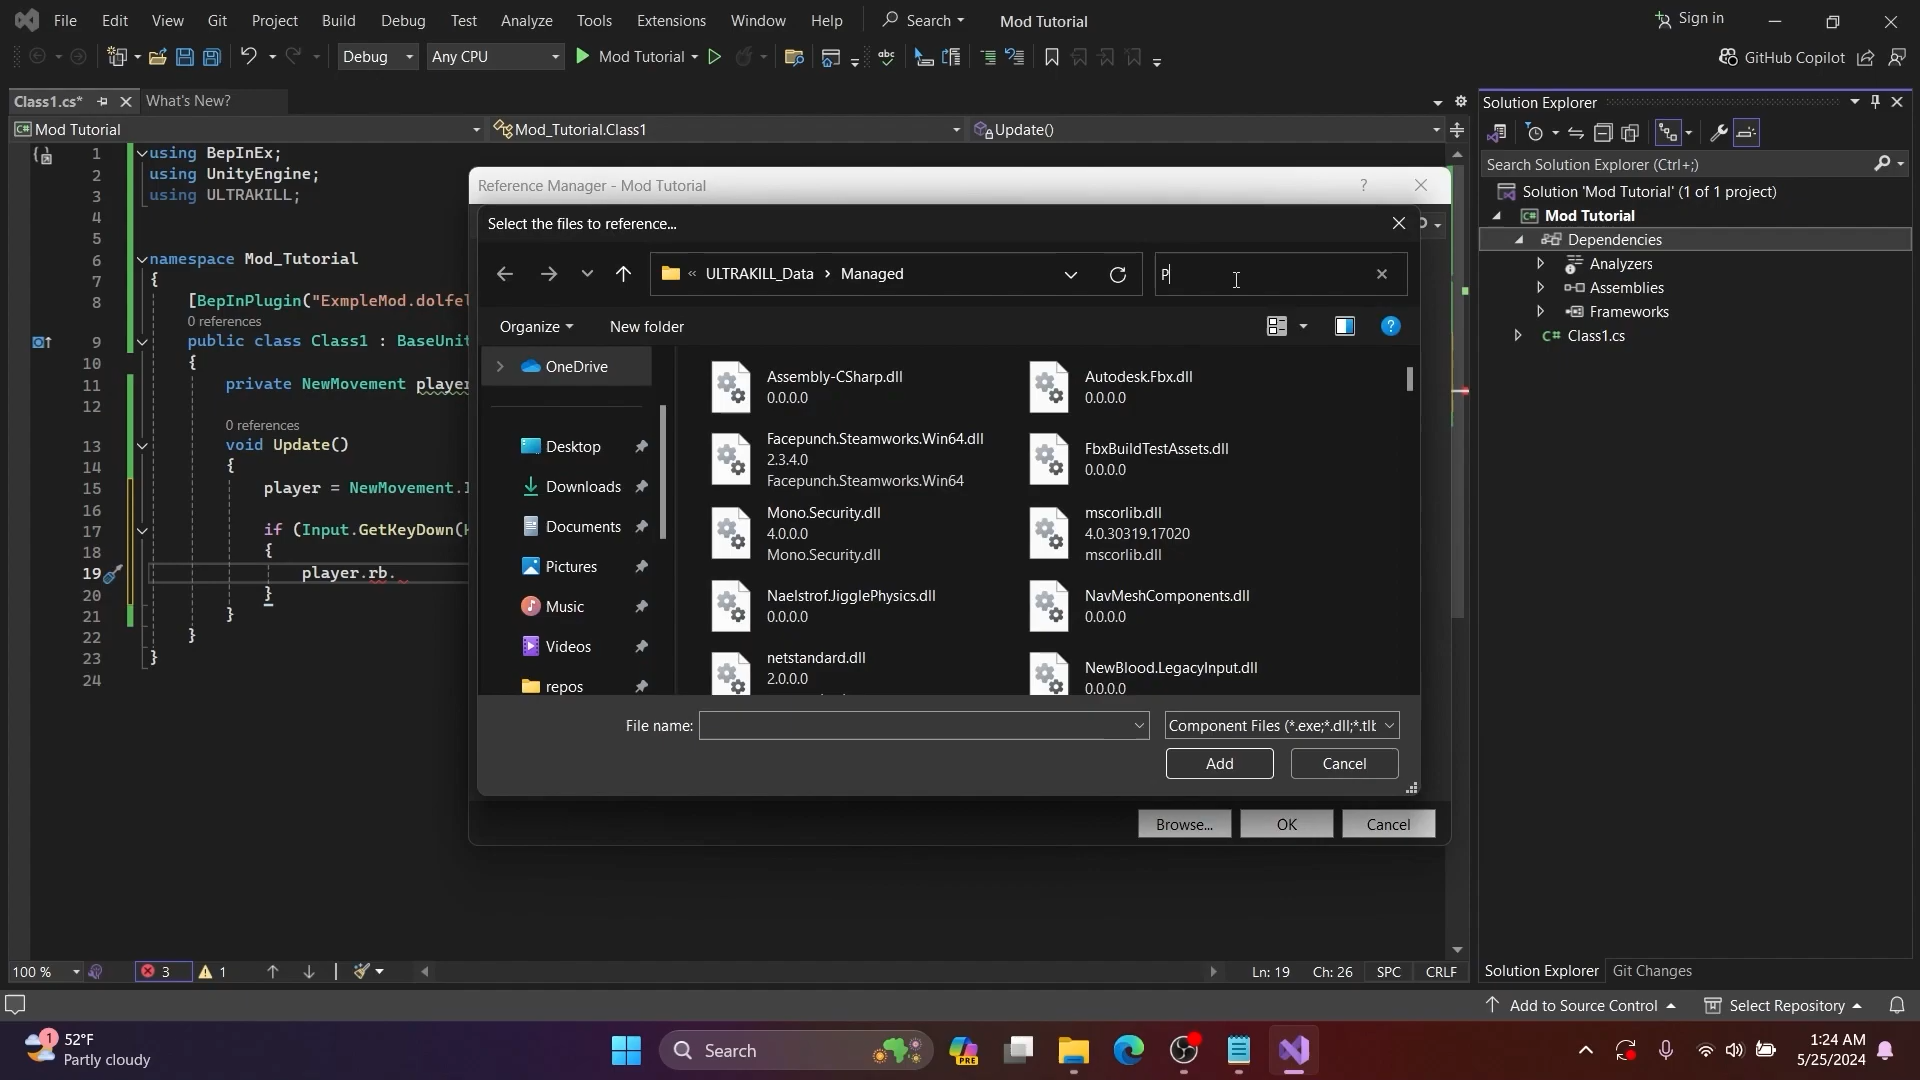 File Edit View Git Project Build Debug Test Analyze Tools Extensions Window Help Search Mod Tutorial Sign in
Debug Any CPU Mod Tutorial GitHub Copilot
Class1.cs* What's New?
Mod Tutorial Mod_Tutorial.Class1 Update()
1 using BepInEx;
2 using UnityEngine;
3 using ULTRAKILL;
4
5
6 namespace Mod_Tutorial
7 {
8 [BepInPlugin("ExmpleMod.dolfel
0 references
9 public class Class1 : BaseUnit
10 {
11 private NewMovement player
12
0 references
13 void Update()
14 {
15 player = NewMovement.I
16
17 if (Input.GetKeyDown(K
18 {
19 player.rb.
20 }
21 }
22 }
23 }
24
Reference Manager - Mod Tutorial
Select the files to reference...
« ULTRAKILL_Data › Managed P
Organize New folder
OneDrive
Desktop
Downloads
Documents
Pictures
Music
Videos
repos
Assembly-CSharp.dll
0.0.0.0
Autodesk.Fbx.dll
0.0.0.0
Facepunch.Steamworks.Win64.dll
2.3.4.0
Facepunch.Steamworks.Win64
FbxBuildTestAssets.dll
0.0.0.0
Mono.Security.dll
4.0.0.0
Mono.Security.dll
mscorlib.dll
4.0.30319.17020
mscorlib.dll
Naelstrof.JigglePhysics.dll
0.0.0.0
NavMeshComponents.dll
0.0.0.0
netstandard.dll
2.0.0.0
NewBlood.LegacyInput.dll
0.0.0.0
File name: Component Files (*.exe;*.dll;*.tlb
Add Cancel
Browse... OK Cancel
Solution Explorer
Search Solution Explorer (Ctrl+;)
Solution 'Mod Tutorial' (1 of 1 project)
Mod Tutorial
Dependencies
Analyzers
Assemblies
Frameworks
C# Class1.cs
100 % 3 1 Ln: 19 Ch: 26 SPC CRLF
Solution Explorer Git Changes
Add to Source Control Select Repository
1 52°F
Partly cloudy
Search
PRE
1:24 AM
5/25/2024